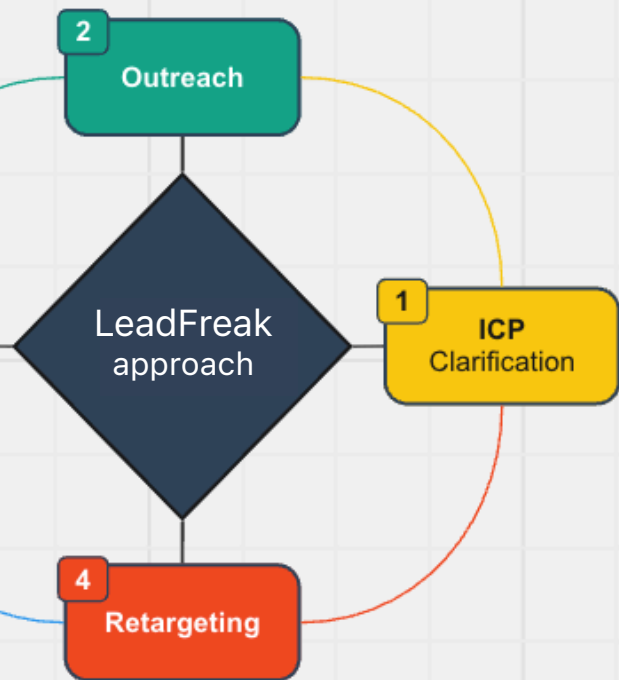 2
Outreach
LeadFreak
approach
1
ICP
Clarification
4
Retargeting